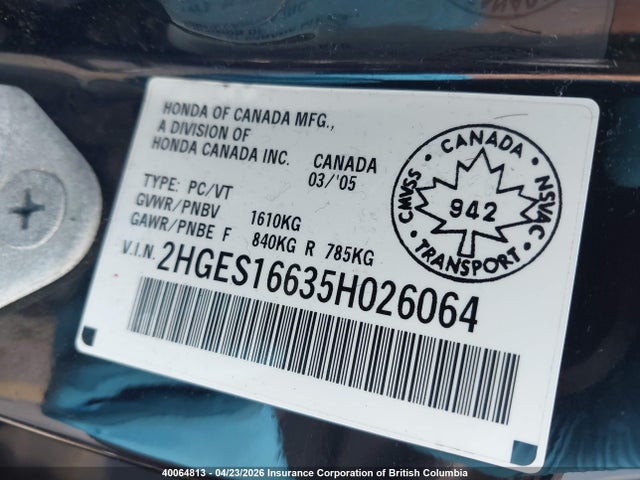 HONDA OF CANADA MFG.,
A DIVISION OF
HONDA CANADA INC. CANADA
03/'05
TYPE: PC/VT
GVWR/PNBV 1610KG
GAWR/PNBE F 840KG R 785KG
V.I.N. 2HGES16635H026064
CANADA
CMVSS 942 NSVAC
TRANSPORT
40064813 - 04/23/2026 Insurance Corporation of British Columbia